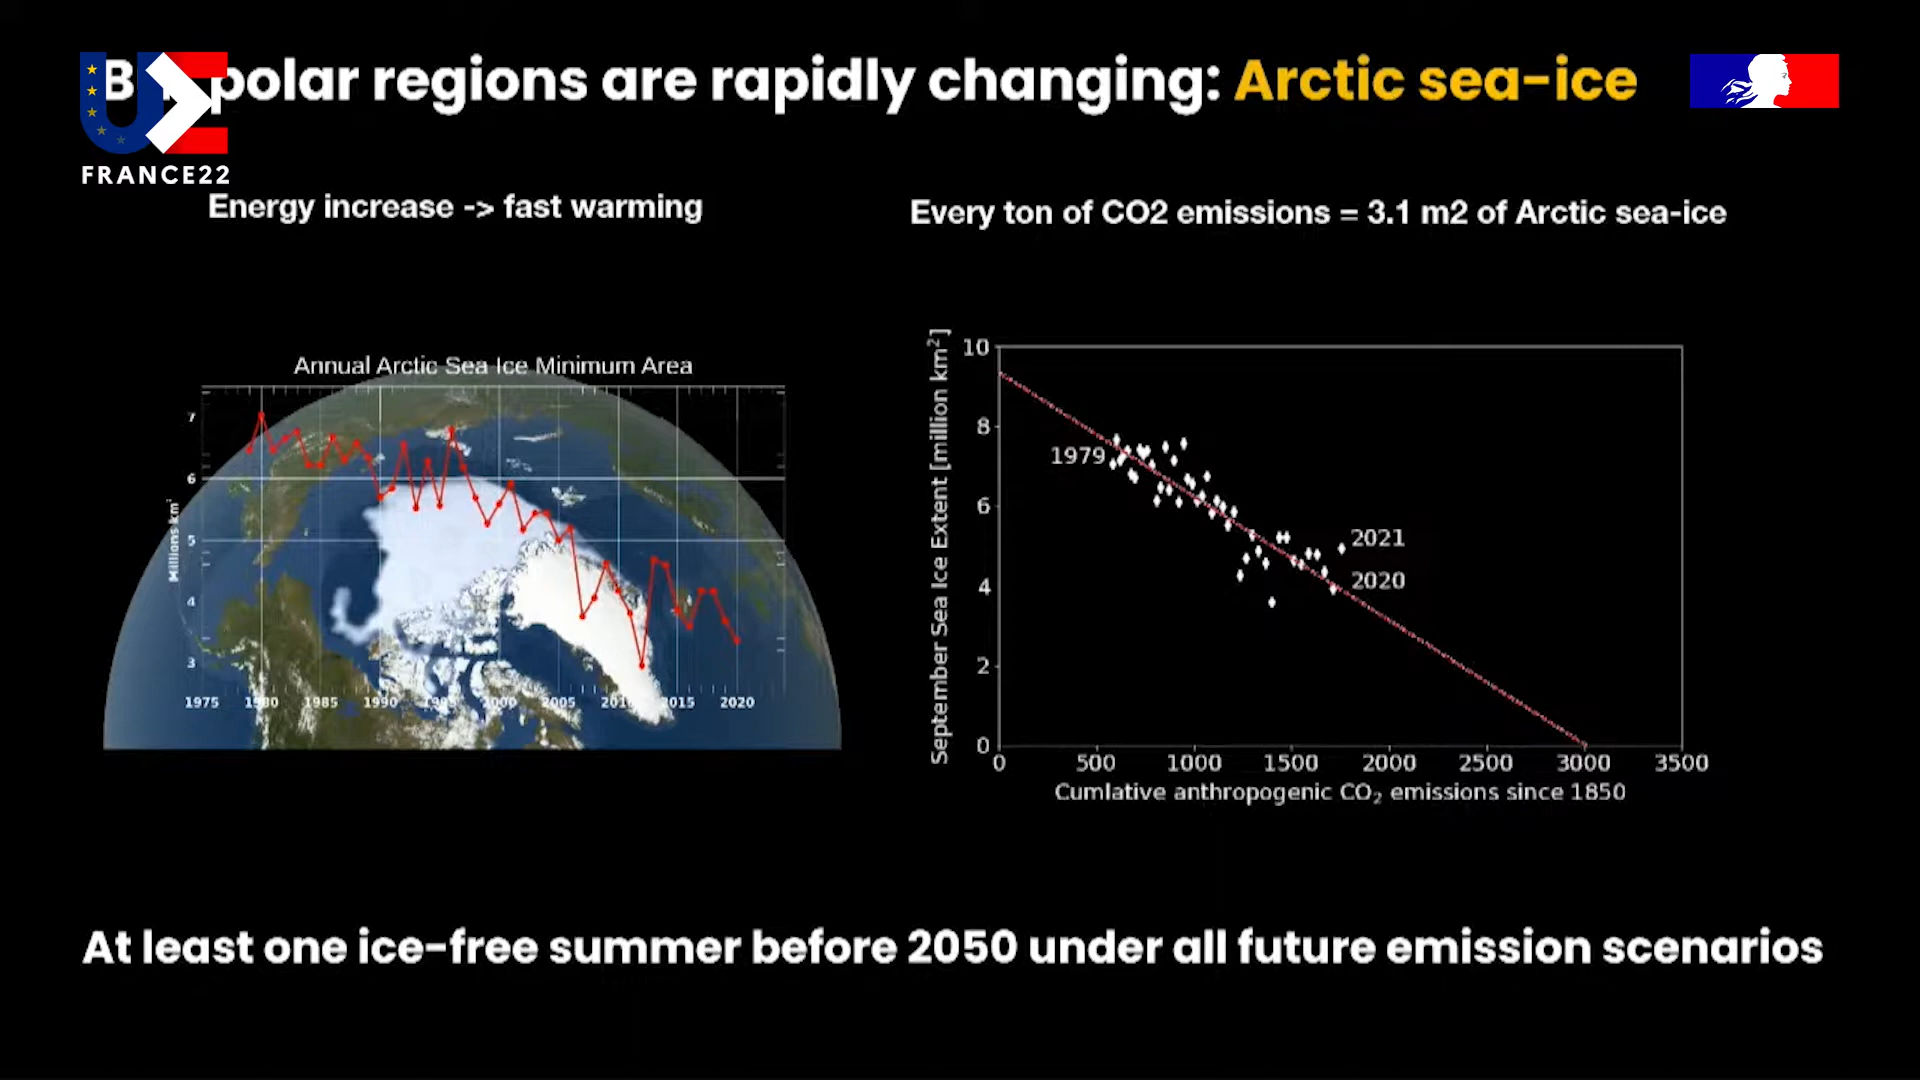 polar regions are rapidly changing: Arctic sea-ice
FRANCE22
Energy increase -> fast warming
Every ton of CO2 emissions = 3.1 m2 of Arctic sea-ice
Annual Arctic Sea Ice Minimum Area
Millions km²
7
6
5
4
3
1975 1980 1985 1990 1995 2000 2005 2010 2015 2020
September Sea Ice Extent [million km²]
10
8
6
4
2
0
1979
2021
2020
0 500 1000 1500 2000 2500 3000 3500
Cumlative anthropogenic CO₂ emissions since 1850
At least one ice-free summer before 2050 under all future emission scenarios